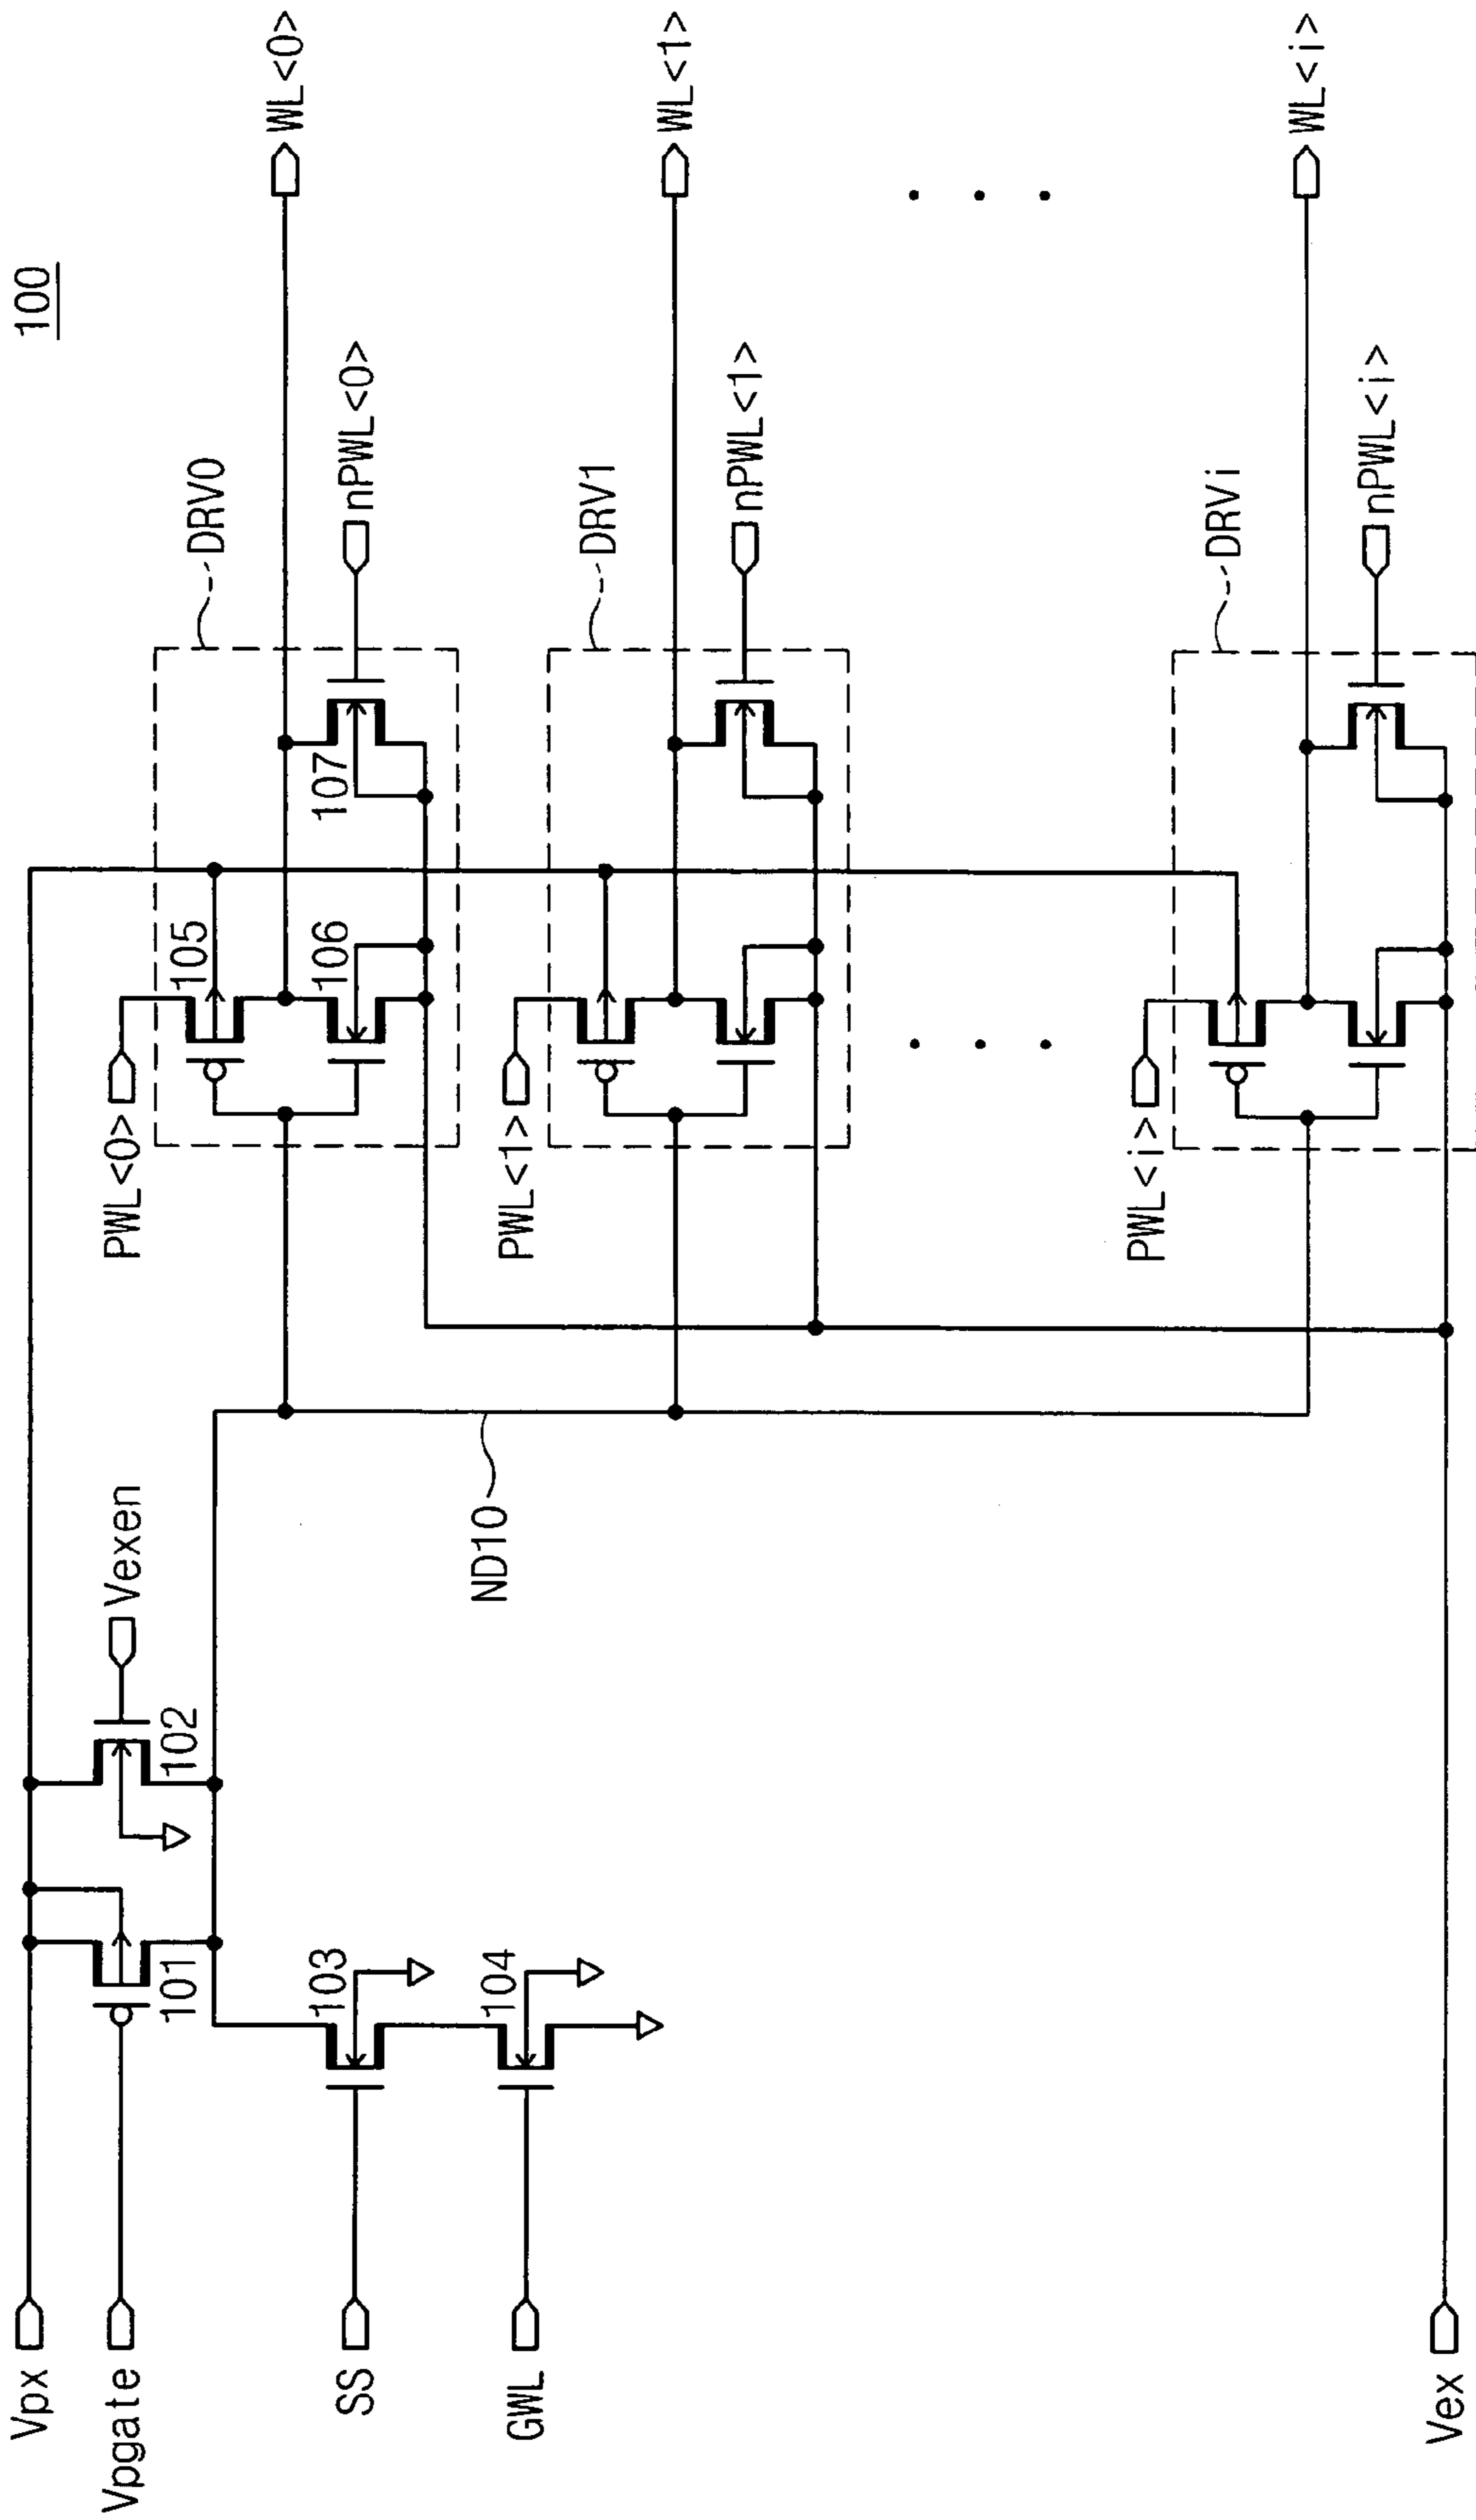 100
Vpx
Vpgate
SS
GWL
Vex
101
102
Vexen
103
104
ND10
PWL<0>
105
106
107
DRV0
nPWL<0>
WL<0>
PWL<1>
DRV1
nPWL<1>
WL<1>
PWL<i>
DRVi
nPWL<i>
WL<i>